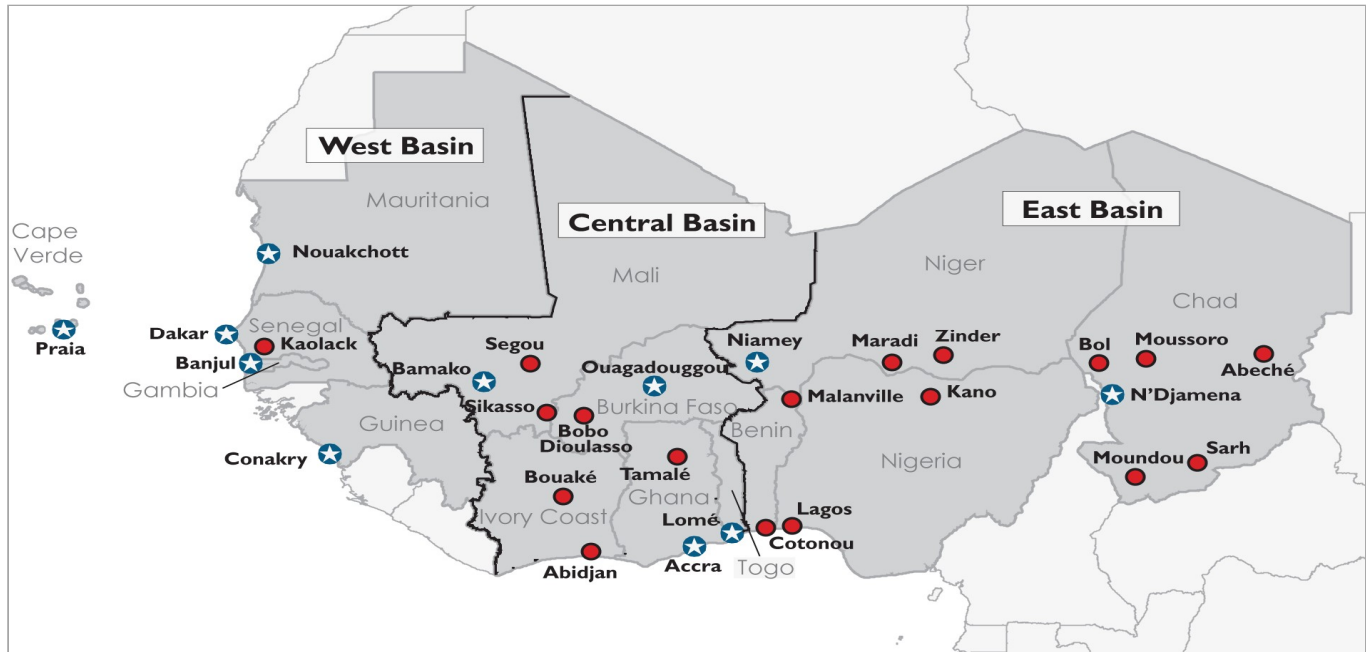 West Basin
Mauritania
Central Basin
East Basin
Cape
Verde
Nouakchott
Mali
Niger
Chad
Praia
Dakar
Senegal
Kaolack
Banjul
Gambia
Segou
Bamako
Ouagadouggou
Niamey
Maradi
Zinder
Bol
Moussoro
Abeché
Sikasso
Burkina Faso
Malanville
Kano
N'Djamena
Guinea
Bobo
Dioulasso
Benin
Conakry
Bouaké
Tamalé
Nigeria
Moundou
Sarh
Ivory Coast
Ghana
Lomé
Lagos
Cotonou
Abidjan
Accra
Togo